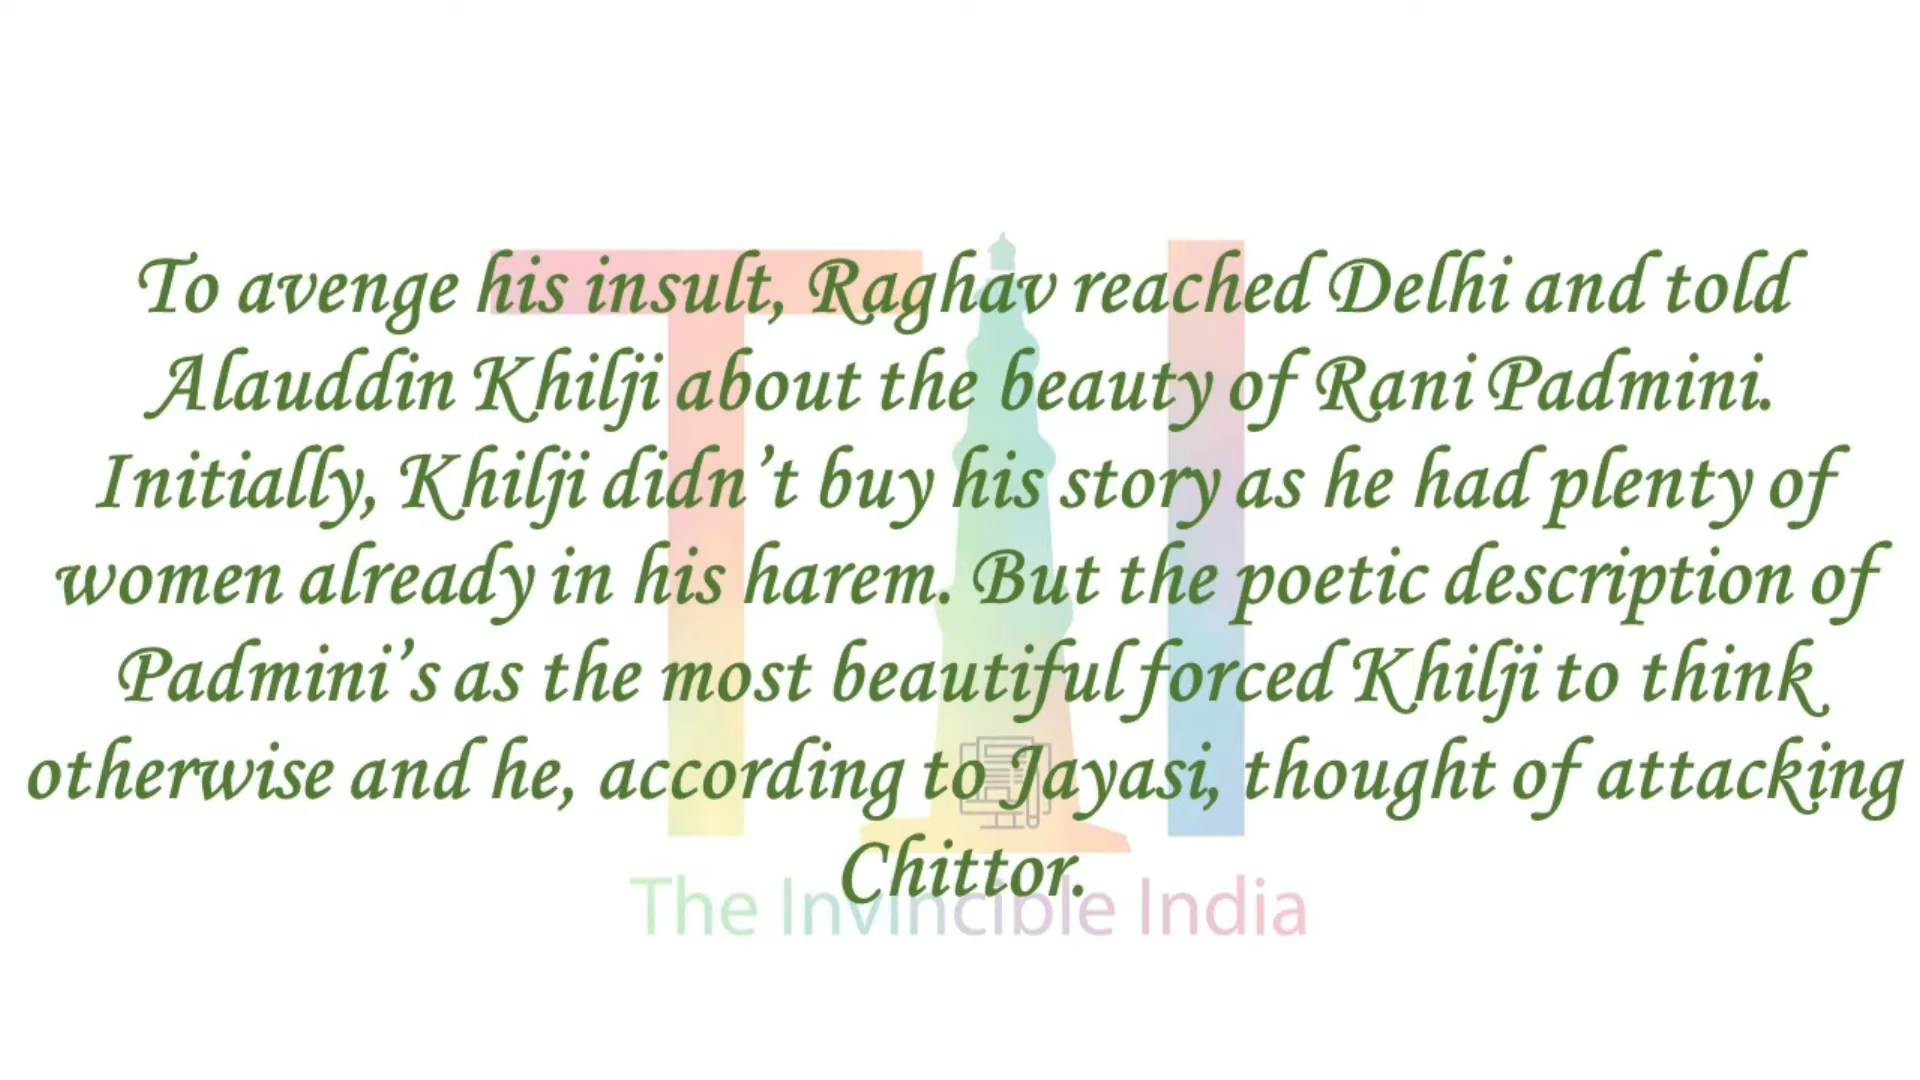 To avenge his insult, Raghav reached Delhi and told
Alauddin Khilji about the beauty of Rani Padmini.
Initially, Khilji didn’t buy his story as he had plenty of
women already in his harem. But the poetic description of
Padmini’s as the most beautiful forced Khilji to think
otherwise and he, according to Jayasi, thought of attacking
Chittor.
The Invincible India